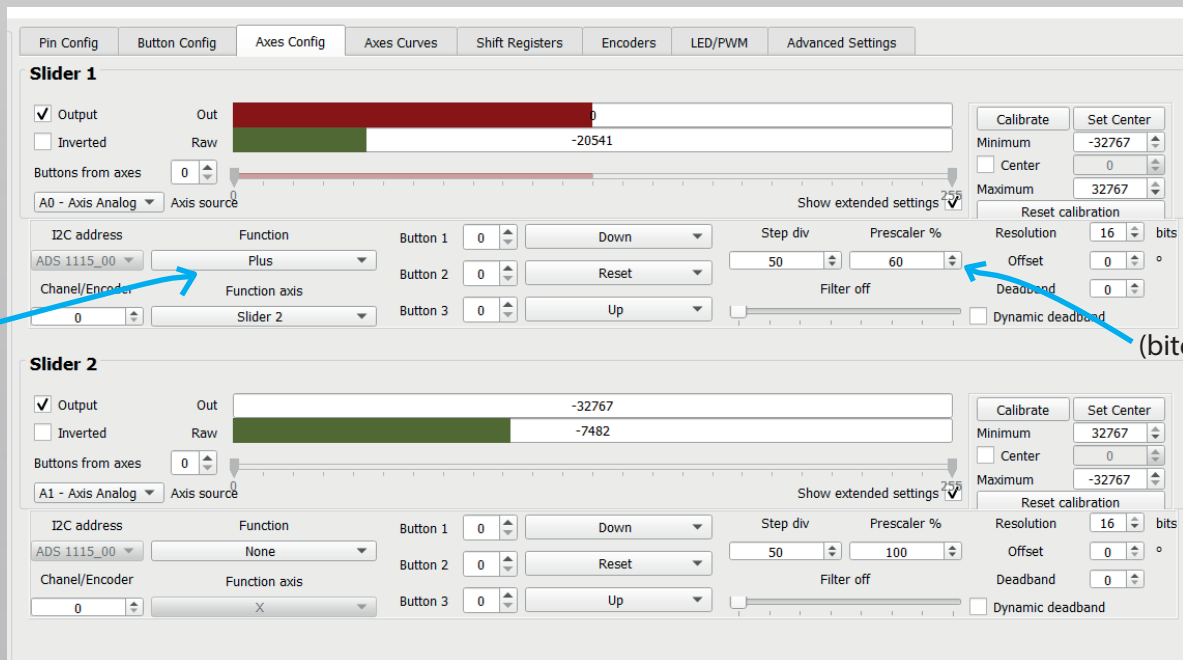 Pin Config Button Config Axes Config Axes Curves Shift Registers Encoders LED/PWM Advanced Settings
Slider 1
Output Out 0 Calibrate Set Center
Inverted Raw -20541 Minimum -32767
Center 0
Buttons from axes 0
Maximum 32767
0 255
A0 - Axis Analog Axis source Show extended settings
Reset calibration
I2C address Function Button 1 0 Down Step div Prescaler % Resolution 16 bits
ADS 1115_00 Plus 50 60 Offset 0 °
Button 2 0 Reset
Chanel/Encoder Function axis Filter off Deadband 0
0 Slider 2 Button 3 0 Up Dynamic deadband
(bit
Slider 2
Output Out -32767 Calibrate Set Center
Inverted Raw -7482 Minimum 32767
Center 0
Buttons from axes 0
Maximum -32767
0 255
A1 - Axis Analog Axis source Show extended settings
Reset calibration
I2C address Function Button 1 0 Down Step div Prescaler % Resolution 16 bits
ADS 1115_00 None 50 100 Offset 0 °
Button 2 0 Reset
Chanel/Encoder Function axis Filter off Deadband 0
0 X Button 3 0 Up Dynamic deadband